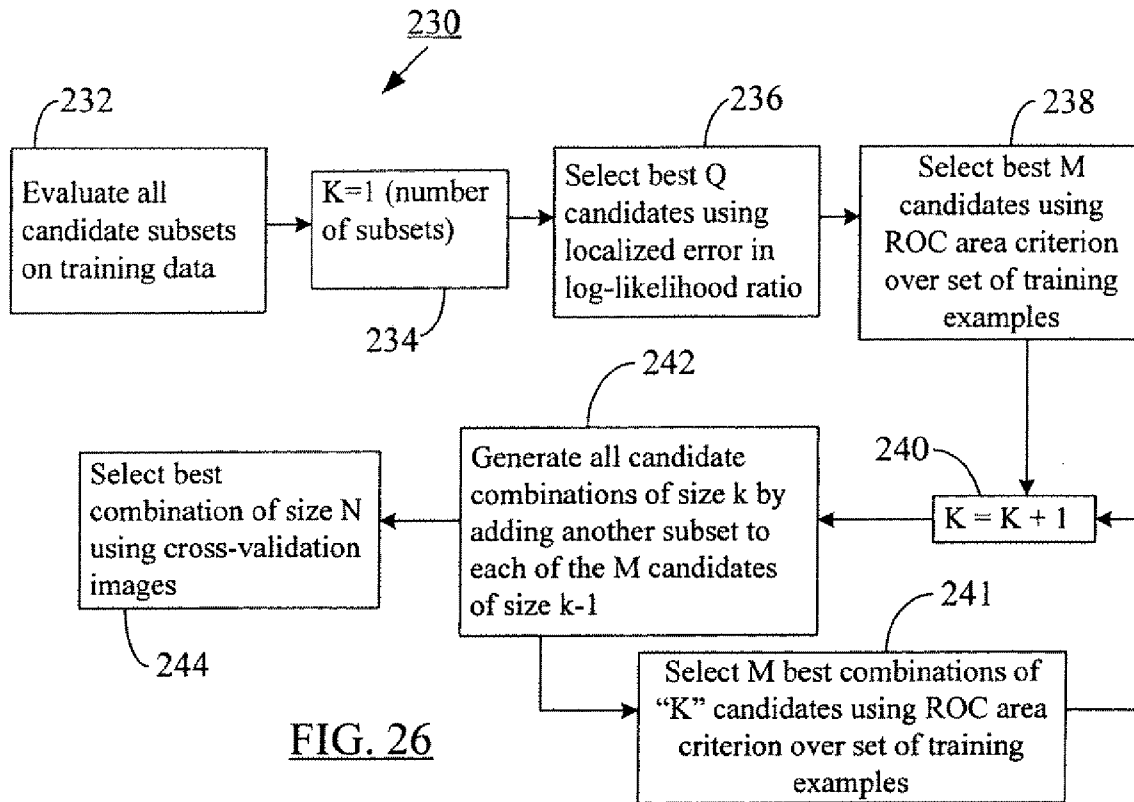 230
232
Evaluate all
candidate subsets
on training data
K=1 (number
of subsets)
234
236
Select best Q
candidates using
localized error in
log-likelihood ratio
238
Select best M
candidates using
ROC area criterion
over set of training
examples
240
K = K + 1
242
Generate all candidate
combinations of size k by
adding another subset to
each of the M candidates
of size k-1
Select best
combination of size N
using cross-validation
images
244
241
Select M best combinations of
“K” candidates using ROC area
criterion over set of training
examples
FIG. 26